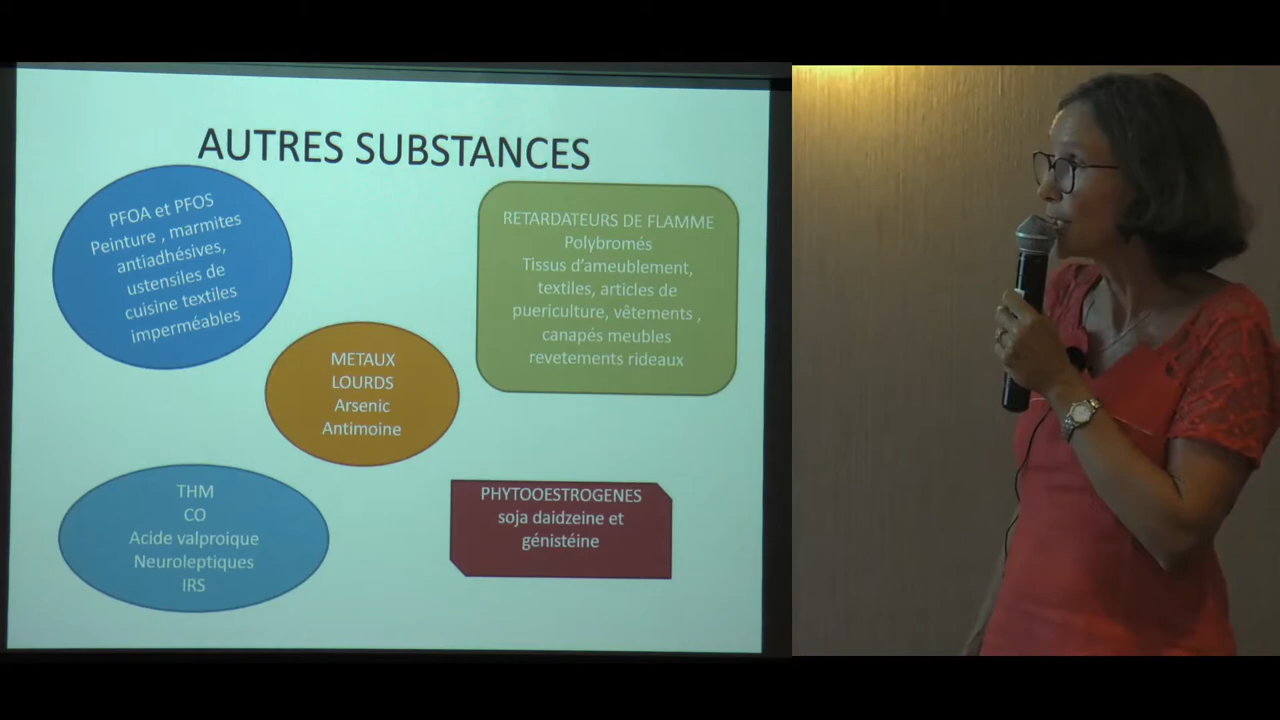 AUTRES SUBSTANCES
PFOA et PFOS
Peinture , marmites
antiadhésives,
ustensiles de
cuisine textiles
imperméables
RETARDATEURS DE FLAMME
Polybromés
Tissus d'ameublement,
textiles, articles de
puericulture, vêtements ,
canapés meubles
revetements rideaux
METAUX
LOURDS
Arsenic
Antimoine
THM
CO
Acide valproique
Neuroleptiques
IRS
PHYTOOESTROGENES
soja daidzeine et
génistéine